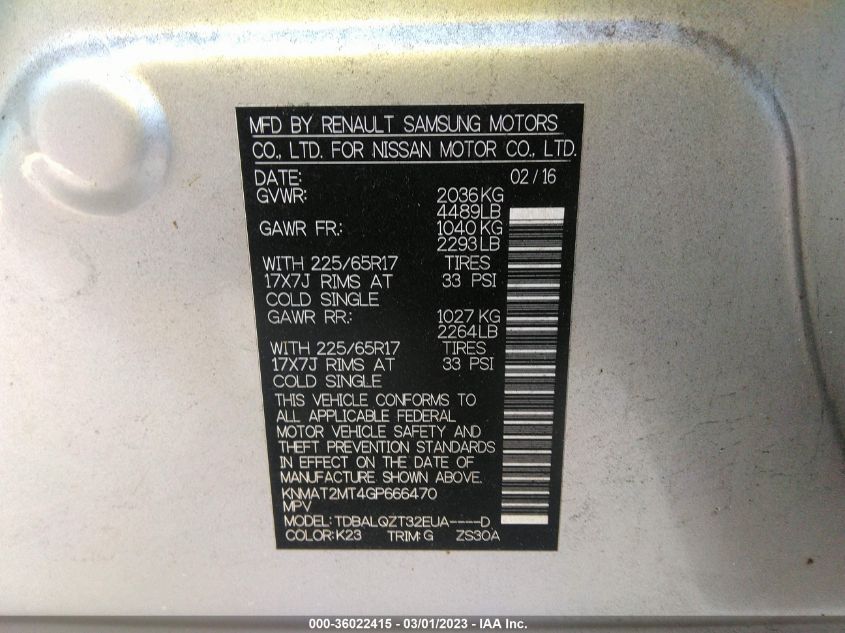 MFD BY RENAULT SAMSUNG MOTORS
CO., LTD. FOR NISSAN MOTOR CO., LTD.
DATE: 02/16
GVWR: 2036KG
4489LB
GAWR FR.: 1040KG
2293LB
WITH 225/65R17 TIRES
17X7J RIMS AT 33 PSI
COLD SINGLE
GAWR RR.: 1027KG
2264LB
WITH 225/65R17 TIRES
17X7J RIMS AT 33 PSI
COLD SINGLE
THIS VEHICLE CONFORMS TO
ALL APPLICABLE FEDERAL
MOTOR VEHICLE SAFETY AND
THEFT PREVENTION STANDARDS
IN EFFECT ON THE DATE OF
MANUFACTURE SHOWN ABOVE.
KNMAT2MT4GP666470
MPV
MODEL: TDBALQZT32EUA----D
COLOR:K23 TRIM:G ZS30A
000-36022415 - 03/01/2023 - IAA Inc.